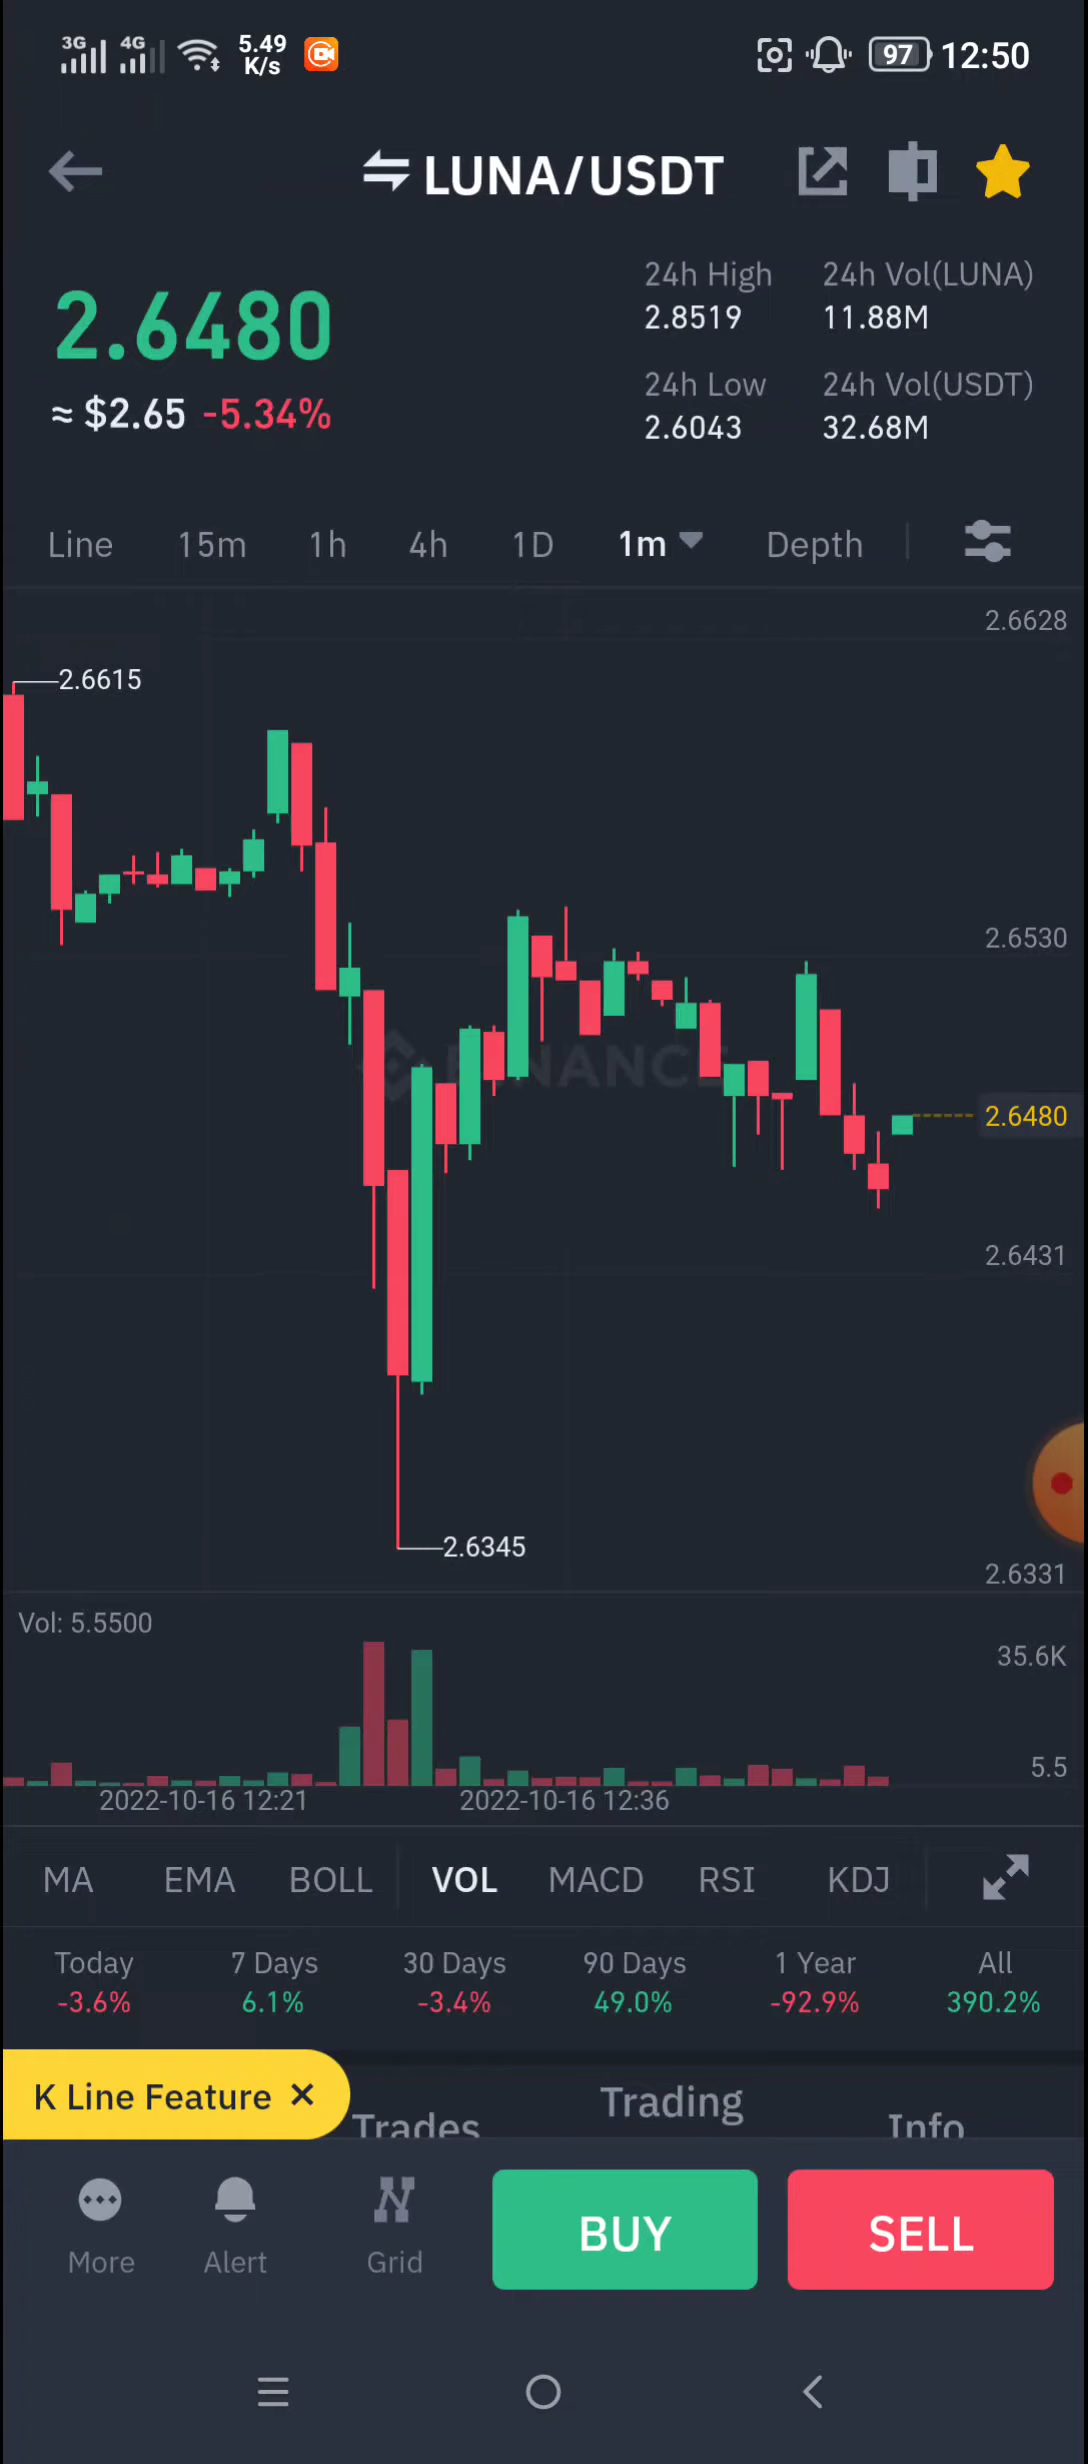 3G 4G 5.49 K/s 97 12:50
LUNA/USDT
2.6480
≈ $2.65 -5.34%
24h High 24h Vol(LUNA)
2.8519 11.88M
24h Low 24h Vol(USDT)
2.6043 32.68M
Line 15m 1h 4h 1D 1m Depth
2.6628
2.6615
2.6530
BINANCE
2.6480
2.6431
2.6345
2.6331
Vol: 5.5500
35.6K
5.5
2022-10-16 12:21 2022-10-16 12:36
MA EMA BOLL VOL MACD RSI KDJ
Today 7 Days 30 Days 90 Days 1 Year All
-3.6% 6.1% -3.4% 49.0% -92.9% 390.2%
K Line Feature ×
Trades Trading Info
More Alert Grid BUY SELL